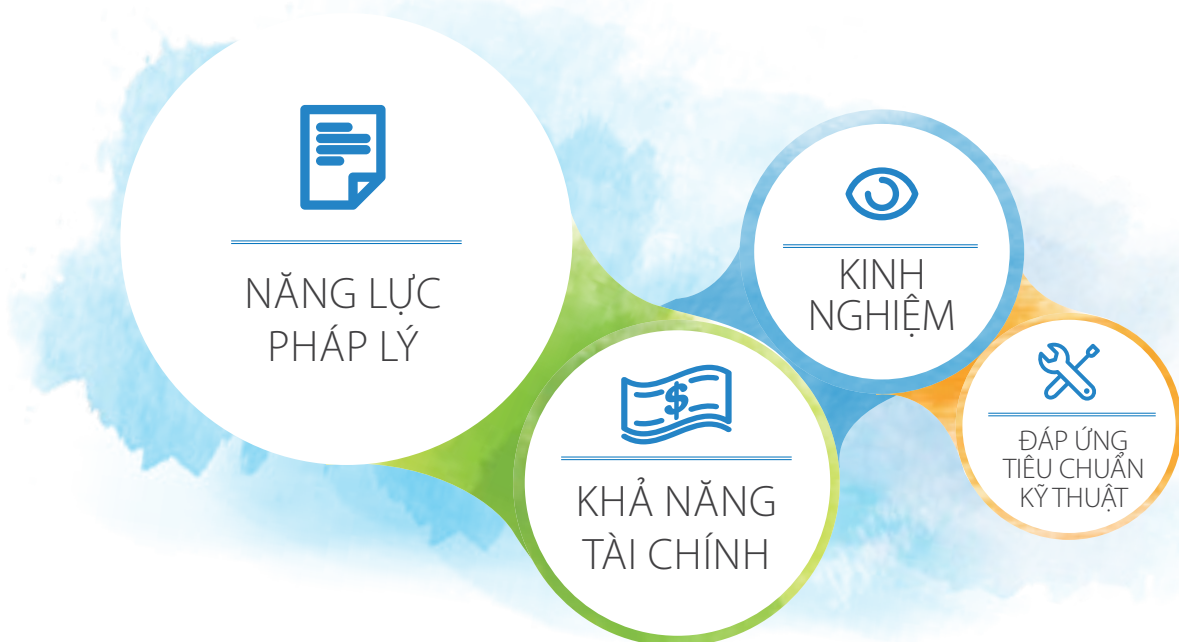 NĂNG LỰC
PHÁP LÝ
KHẢ NĂNG
TÀI CHÍNH
KINH
NGHIỆM
ĐÁP ỨNG
TIÊU CHUẨN
KỸ THUẬT